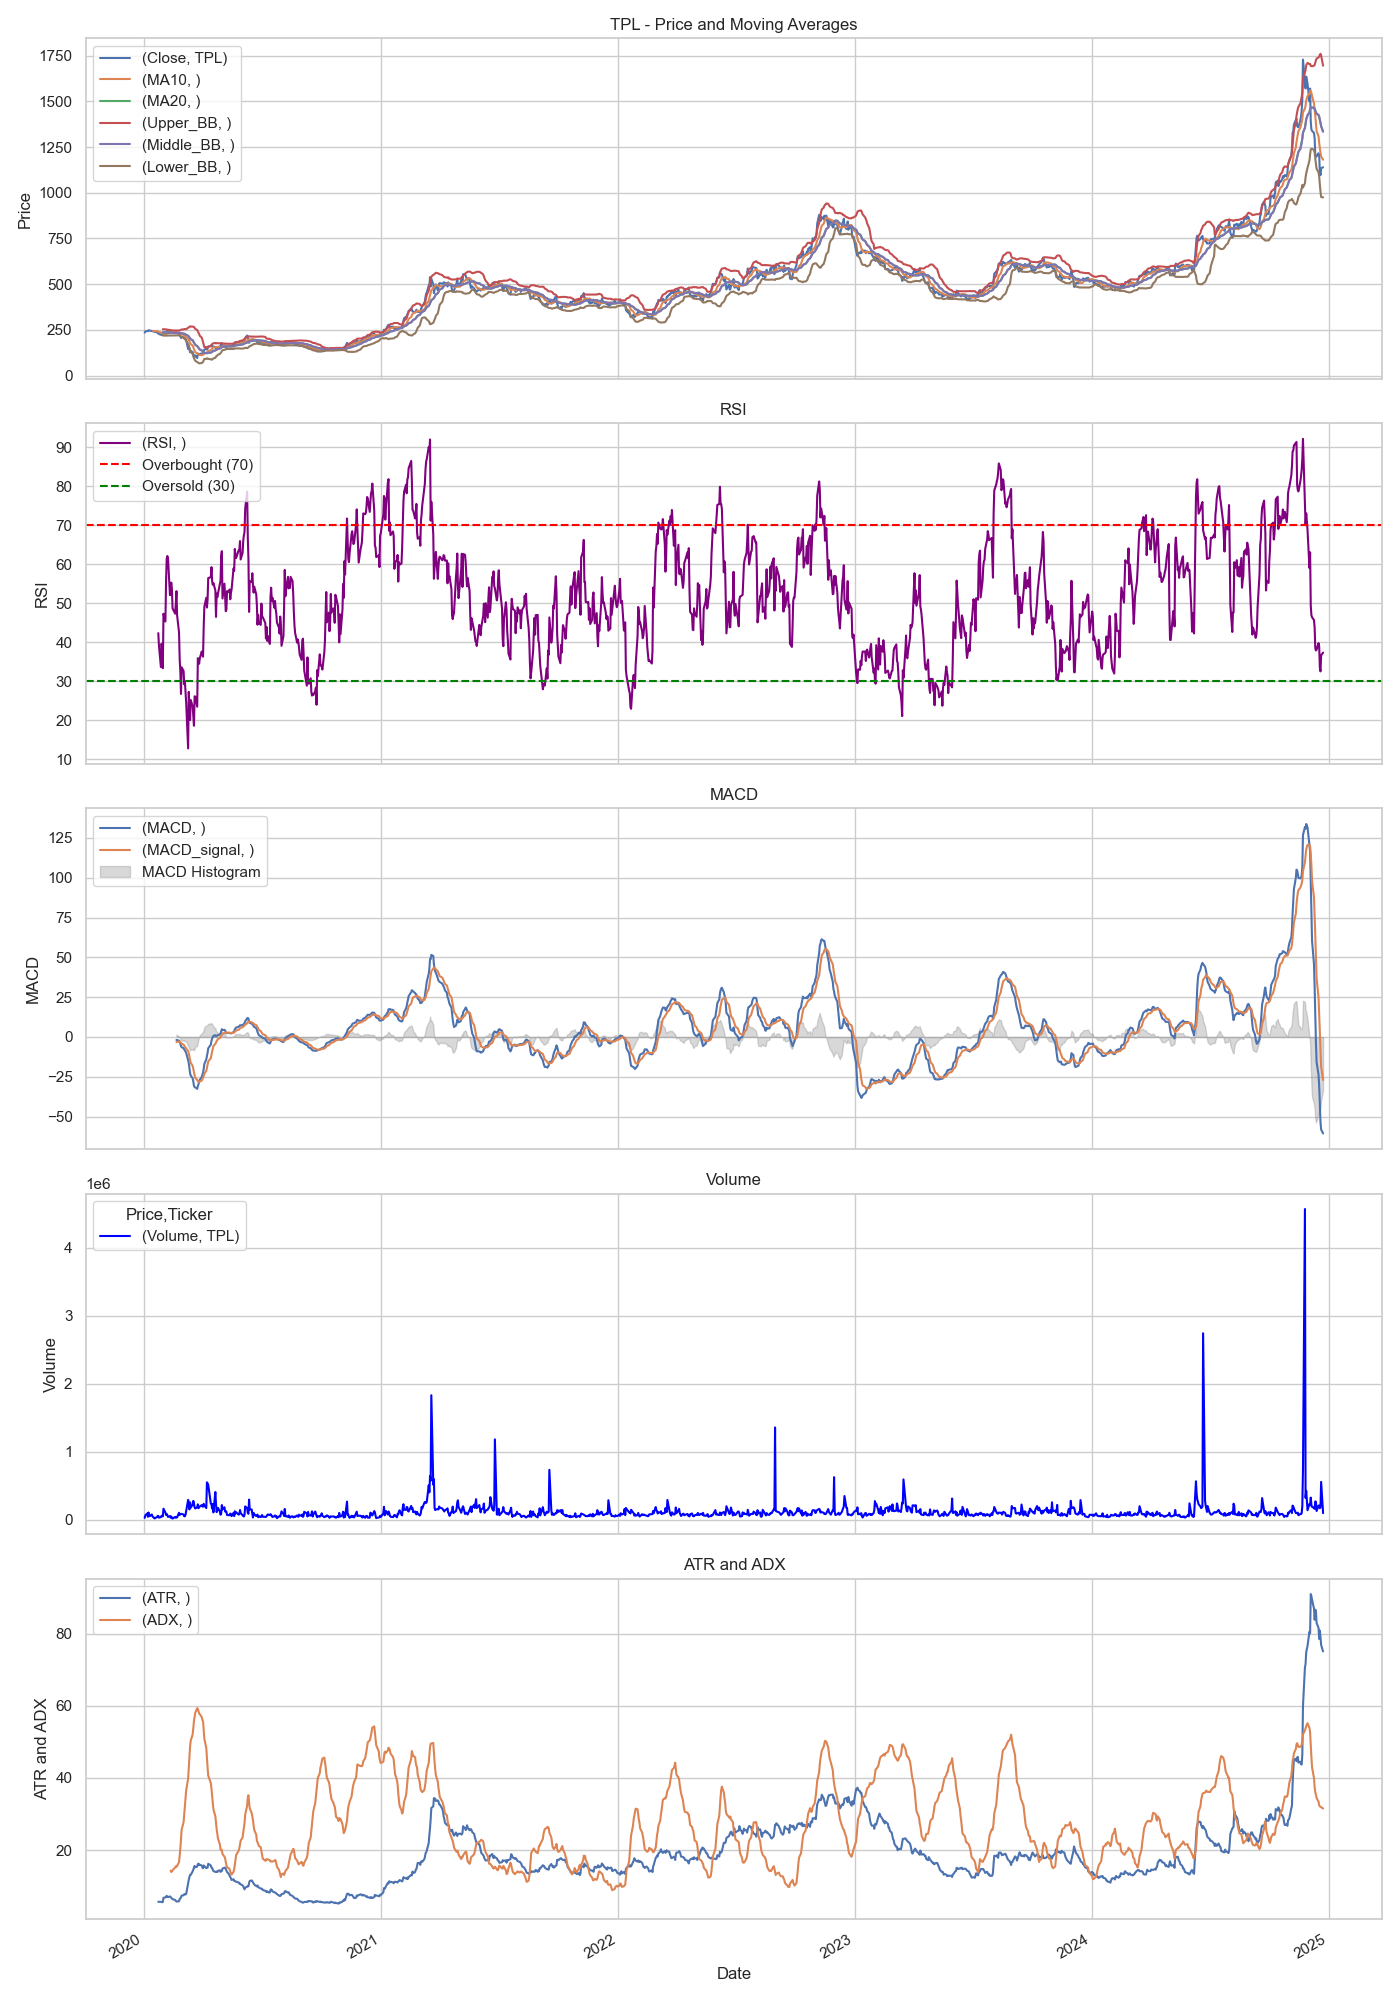 TPL - Price and Moving Averages
(Close, TPL)
(MA10, )
(MA20, )
(Upper_BB, )
(Middle_BB, )
(Lower_BB, )
1750
1500
1250
1000
750
500
250
0
Price
RSI
(RSI, )
Overbought (70)
Oversold (30)
90
80
70
60
50
40
30
20
10
RSI
MACD
(MACD, )
(MACD_signal, )
MACD Histogram
125
100
75
50
25
0
−25
−50
MACD
Volume
1e6
Price,Ticker
(Volume, TPL)
4
3
2
1
0
Volume
ATR and ADX
(ATR, )
(ADX, )
80
60
40
20
ATR and ADX
2020
2021
2022
2023
2024
2025
Date